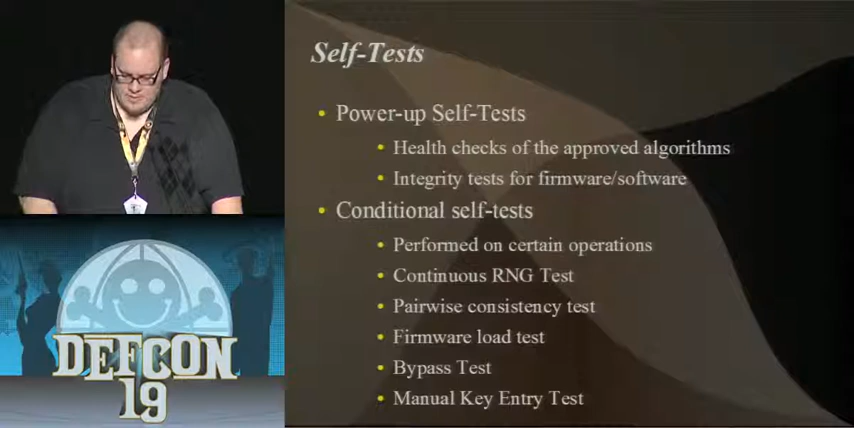 Self-Tests
• Power-up Self-Tests
• Health checks of the approved algorithms
• Integrity tests for firmware/software
• Conditional self-tests
• Performed on certain operations
• Continuous RNG Test
• Pairwise consistency test
• Firmware load test
• Bypass Test
• Manual Key Entry Test
DEFCON
19